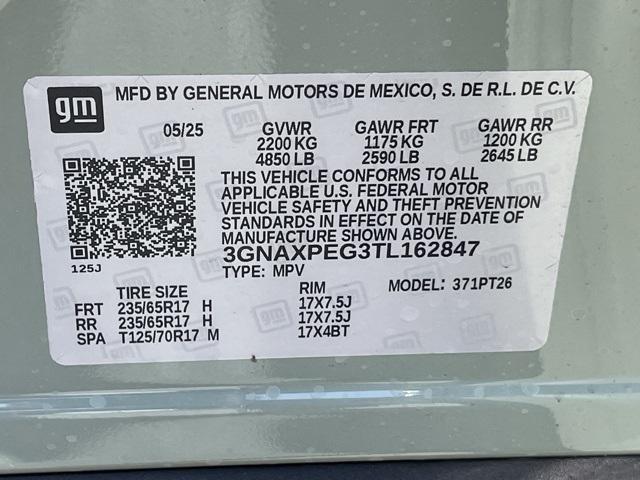 gm
MFD BY GENERAL MOTORS DE MEXICO, S. DE R.L. DE C.V.
05/25 GVWR GAWR FRT GAWR RR
2200 KG 1175 KG 1200 KG
4850 LB 2590 LB 2645 LB
THIS VEHICLE CONFORMS TO ALL
APPLICABLE U.S. FEDERAL MOTOR
VEHICLE SAFETY AND THEFT PREVENTION
STANDARDS IN EFFECT ON THE DATE OF
MANUFACTURE SHOWN ABOVE.
3GNAXPEG3TL162847
125J
TYPE: MPV MODEL: 371PT26
TIRE SIZE RIM
FRT 235/65R17 H 17X7.5J
RR 235/65R17 H 17X7.5J
SPA T125/70R17 M 17X4BT